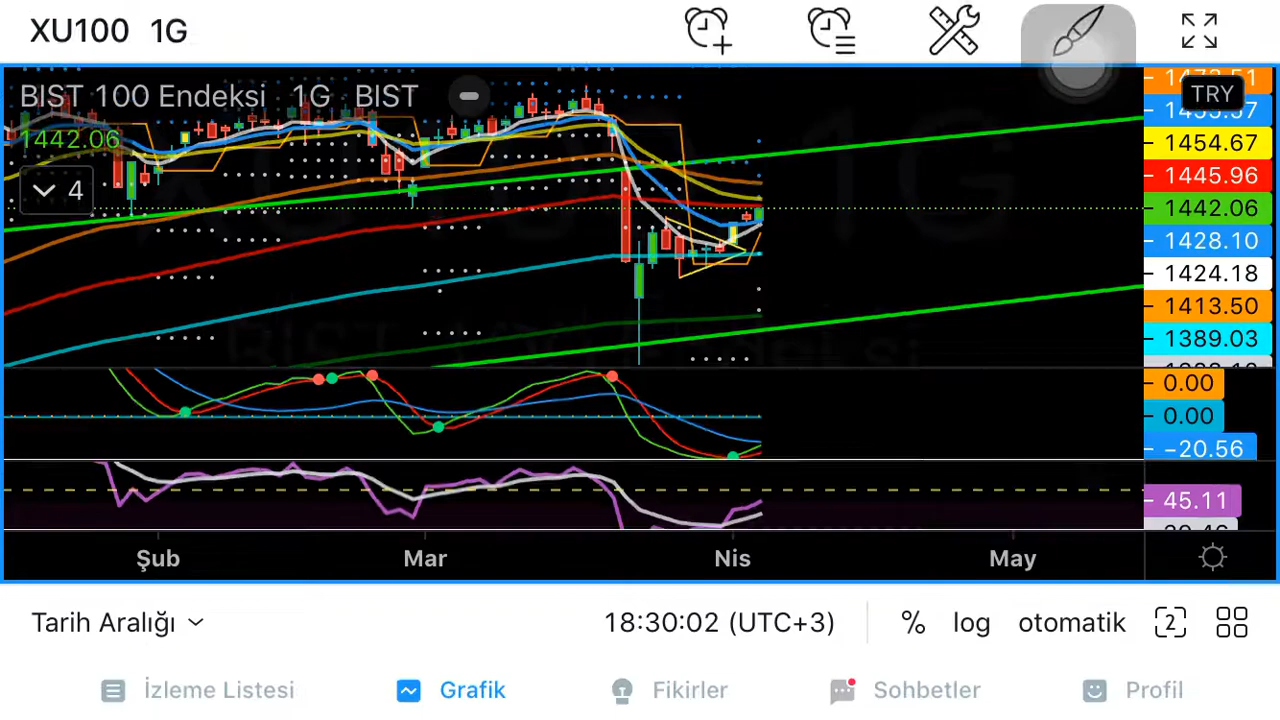 XU100 1G
BIST 100 Endeksi 1G BIST
1442.06
4
TRY
1454.67
1445.96
1442.06
1428.10
1424.18
1413.50
1389.03
0.00
0.00
−20.56
45.11
Şub Mar Nis May
Tarih Aralığı 18:30:02 (UTC+3) % log otomatik 2
İzleme Listesi Grafik Fikirler Sohbetler Profil